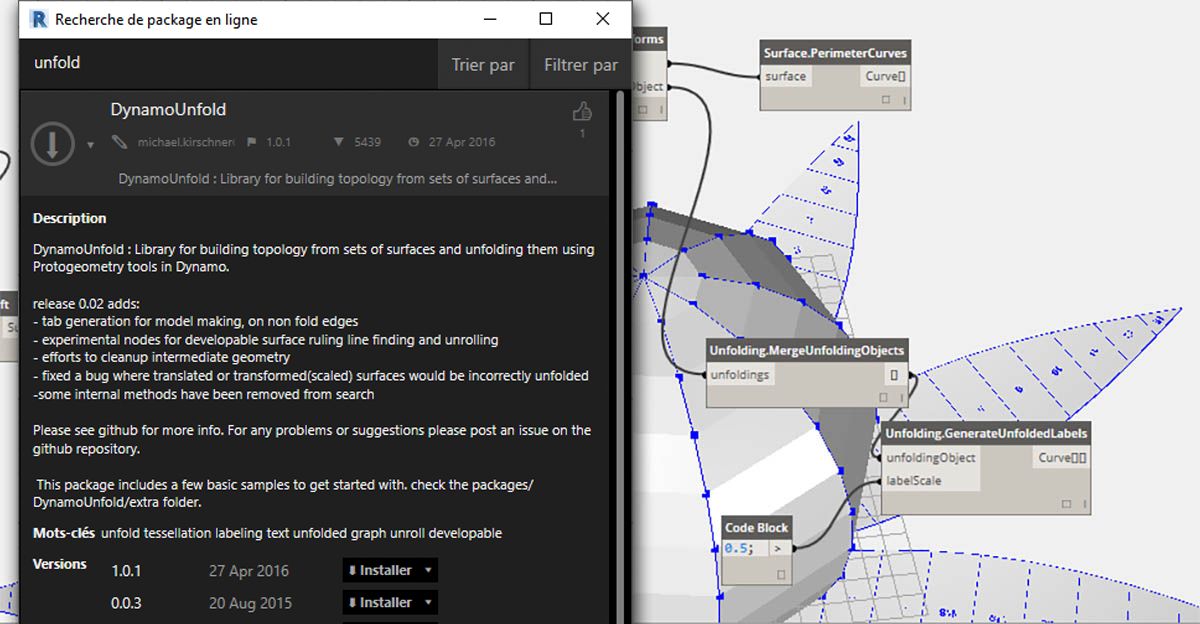 Recherche de package en ligne
unfold
Trier par
Filtrer par
DynamoUnfold
michael.kirschner
1.0.1
5439
27 Apr 2016
1
DynamoUnfold : Library for building topology from sets of surfaces and...
Description
DynamoUnfold : Library for building topology from sets of surfaces and unfolding them using
Protogeometry tools in Dynamo.
release 0.02 adds:
- tab generation for model making, on non fold edges
- experimental nodes for developable surface ruling line finding and unrolling
- efforts to cleanup intermediate geometry
- fixed a bug where translated or transformed(scaled) surfaces would be incorrectly unfolded
-some internal methods have been removed from search
Please see github for more info. For any problems or suggestions please post an issue on the
github repository.
This package includes a few basic samples to get started with. check the packages/
DynamoUnfold/extra folder.
Mots-clés unfold tessellation labeling text unfolded graph unroll developable
Versions
1.0.1 27 Apr 2016 Installer
0.0.3 20 Aug 2015 Installer
orms
bject
Surface.PerimeterCurves
surface Curve[]
Unfolding.MergeUnfoldingObjects
unfoldings []
Unfolding.GenerateUnfoldedLabels
unfoldingObject Curve[][]
labelScale
Code Block
0.5; >
ft